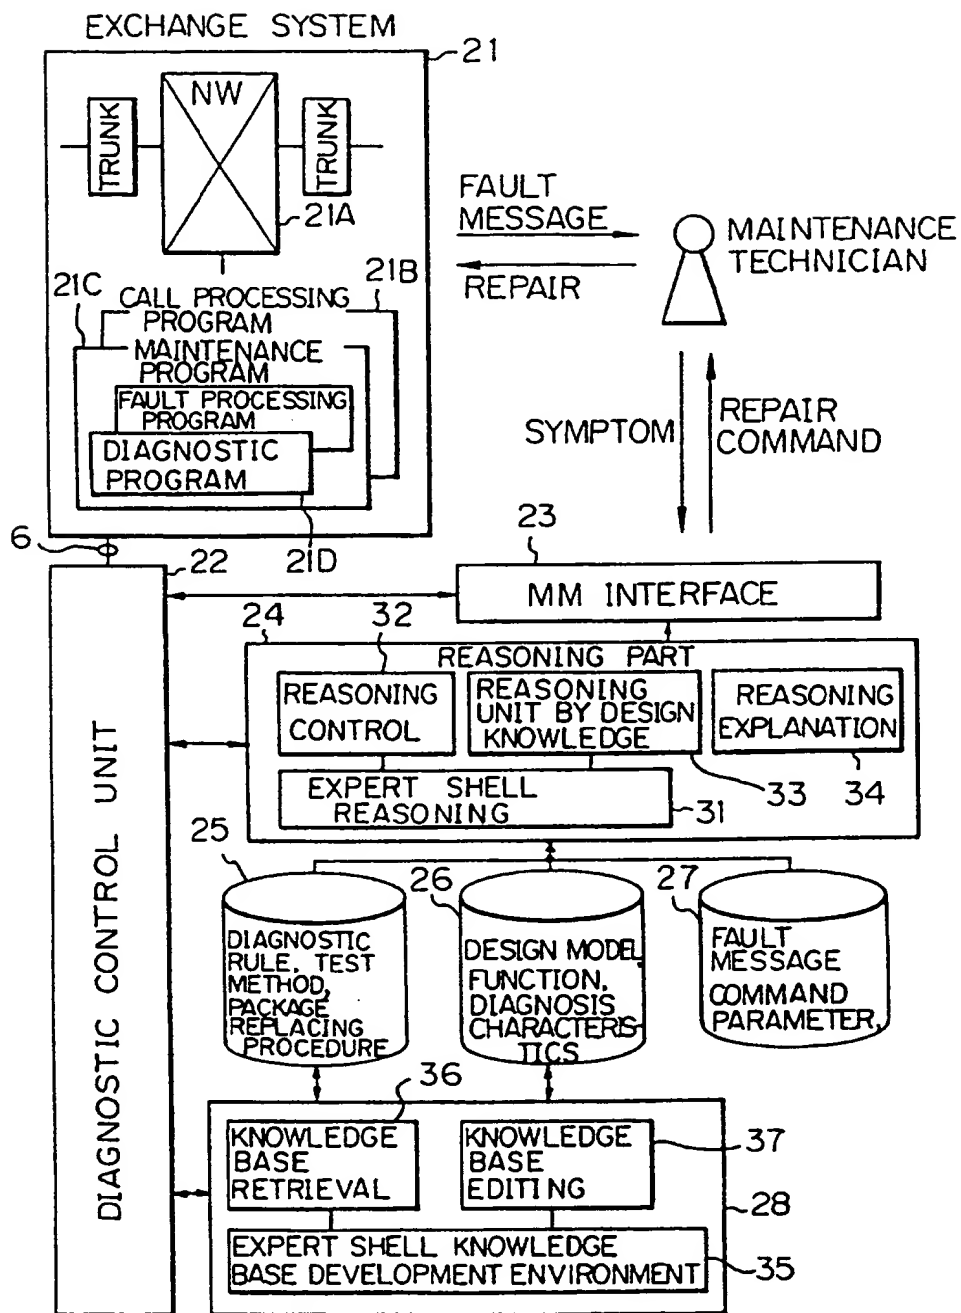 EXCHANGE SYSTEM
21
NW
TRUNK
TRUNK
21A
FAULT
MESSAGE
REPAIR
MAINTENANCE
TECHNICIAN
21C
21B
CALL PROCESSING
PROGRAM
MAINTENANCE
PROGRAM
FAULT PROCESSING
PROGRAM
DIAGNOSTIC
PROGRAM
21D
SYMPTOM
REPAIR
COMMAND
6
22
23
MM INTERFACE
24
32
REASONING PART
REASONING
CONTROL
REASONING
UNIT BY DESIGN
KNOWLEDGE
REASONING
EXPLANATION
33
34
EXPERT SHELL
REASONING
31
DIAGNOSTIC CONTROL UNIT
25
26
27
DIAGNOSTIC
RULE, TEST
METHOD,
PACKAGE
REPLACING
PROCEDURE
DESIGN MODEL,
FUNCTION,
DIAGNOSIS
CHARACTERIS-
TICS
FAULT
MESSAGE
COMMAND
PARAMETER,
36
KNOWLEDGE
BASE
RETRIEVAL
KNOWLEDGE
BASE
EDITING
37
28
EXPERT SHELL KNOWLEDGE
BASE DEVELOPMENT ENVIRONMENT
35